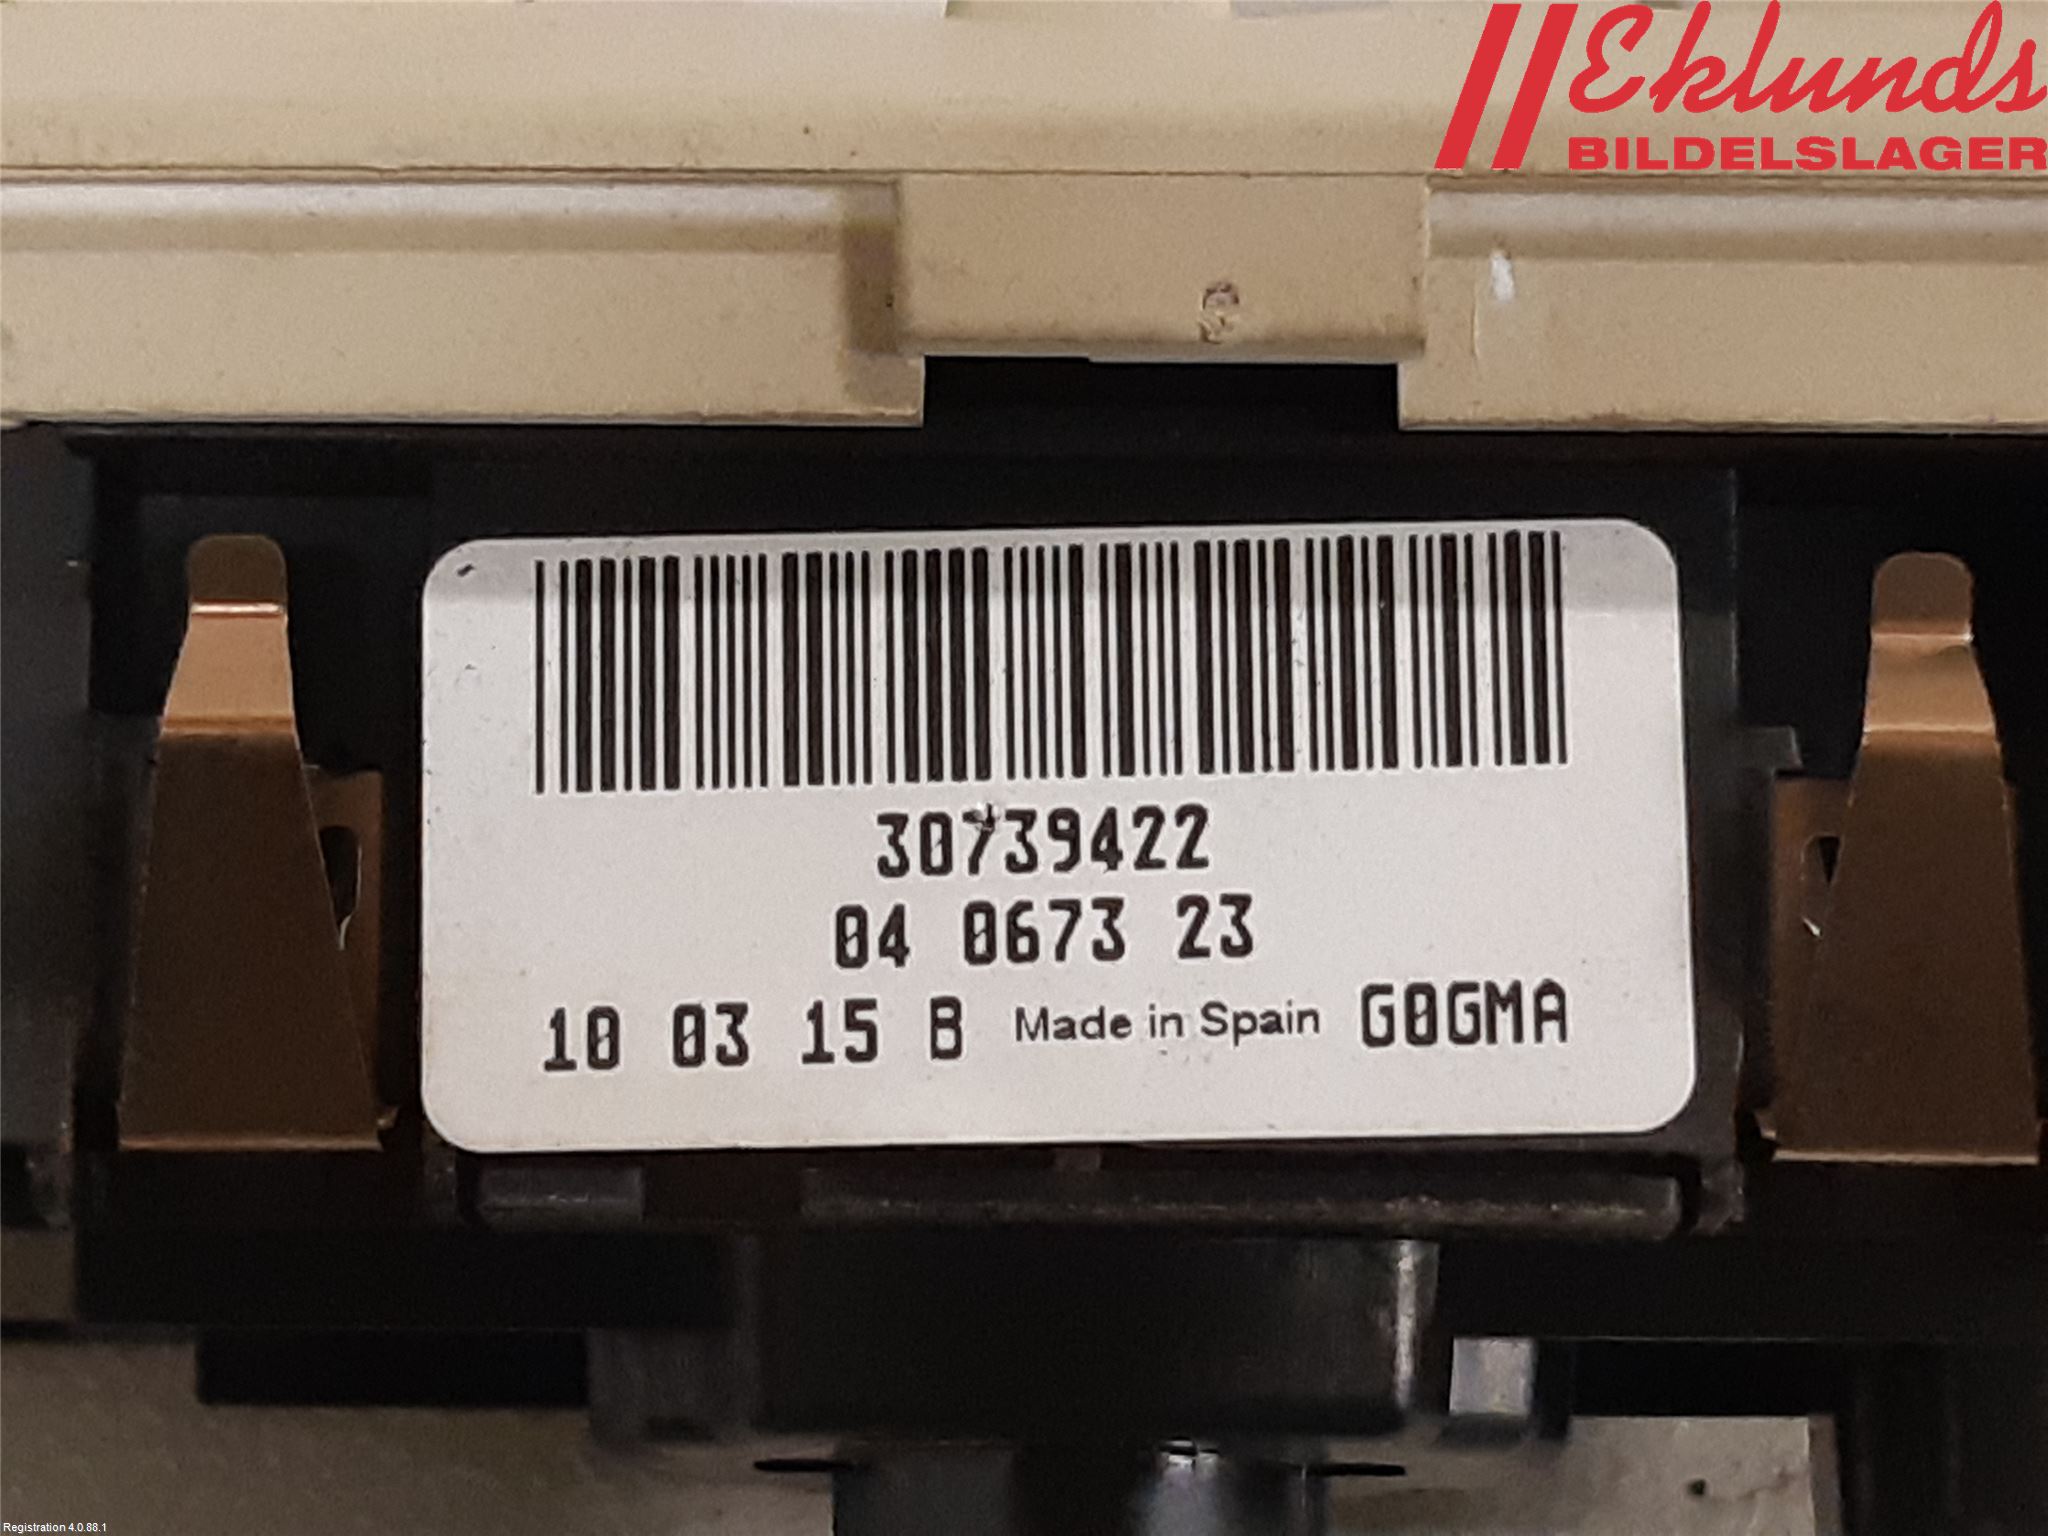 Eklunds
BILDELSLAGER
30739422
04 0673 23
10 03 15 B Made in Spain G0GMA
Registration 4.0.88.1